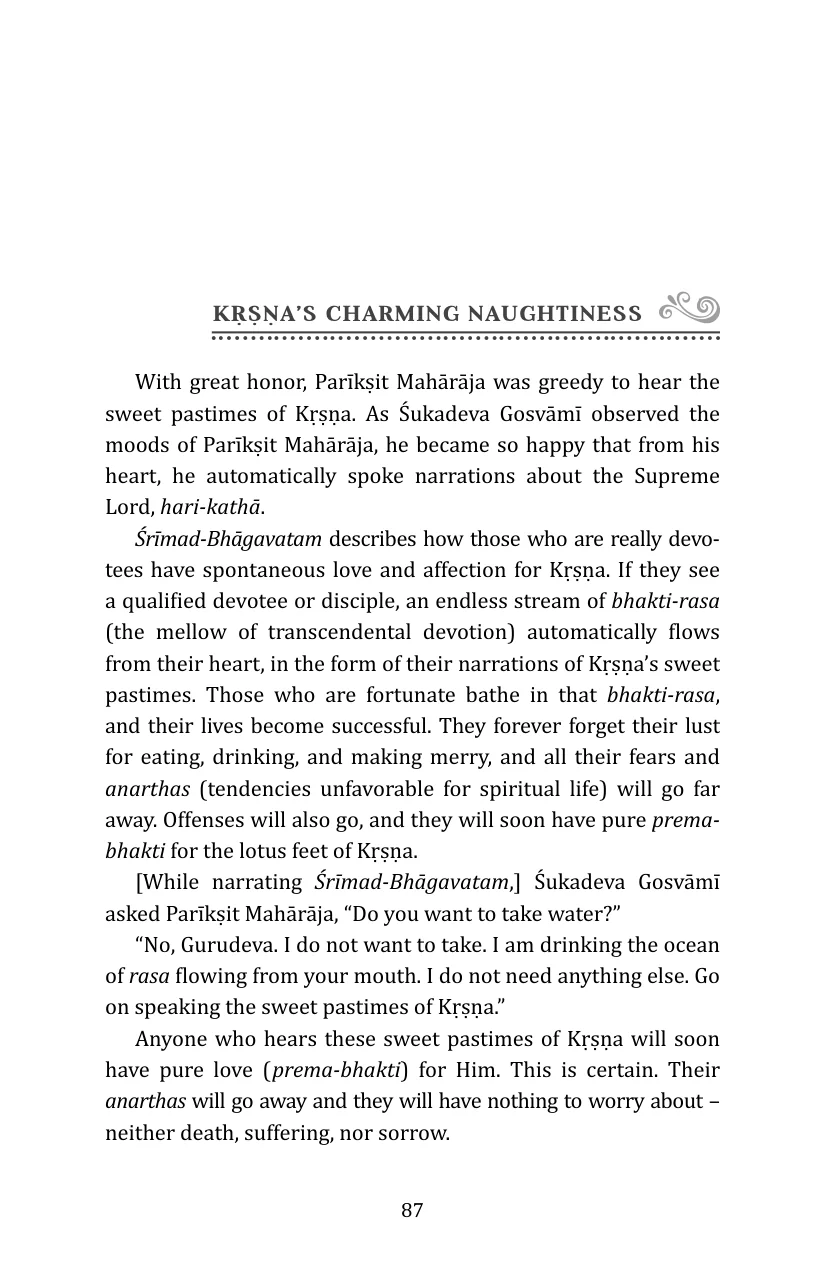 KṚṢṆA’S CHARMING NAUGHTINESS
With great honor, Parīkṣit Mahārāja was greedy to hear the
sweet pastimes of Kṛṣṇa. As Śukadeva Gosvāmī observed the
moods of Parīkṣit Mahārāja, he became so happy that from his
heart, he automatically spoke narrations about the Supreme
Lord, hari-kathā.
Śrīmad-Bhāgavatam describes how those who are really devo-
tees have spontaneous love and affection for Kṛṣṇa. If they see
a qualified devotee or disciple, an endless stream of bhakti-rasa
(the mellow of transcendental devotion) automatically flows
from their heart, in the form of their narrations of Kṛṣṇa’s sweet
pastimes. Those who are fortunate bathe in that bhakti-rasa,
and their lives become successful. They forever forget their lust
for eating, drinking, and making merry, and all their fears and
anarthas (tendencies unfavorable for spiritual life) will go far
away. Offenses will also go, and they will soon have pure prema-
bhakti for the lotus feet of Kṛṣṇa.
[While narrating Śrīmad-Bhāgavatam,] Śukadeva Gosvāmī
asked Parīkṣit Mahārāja, “Do you want to take water?”
“No, Gurudeva. I do not want to take. I am drinking the ocean
of rasa flowing from your mouth. I do not need anything else. Go
on speaking the sweet pastimes of Kṛṣṇa.”
Anyone who hears these sweet pastimes of Kṛṣṇa will soon
have pure love (prema-bhakti) for Him. This is certain. Their
anarthas will go away and they will have nothing to worry about –
neither death, suffering, nor sorrow.
87